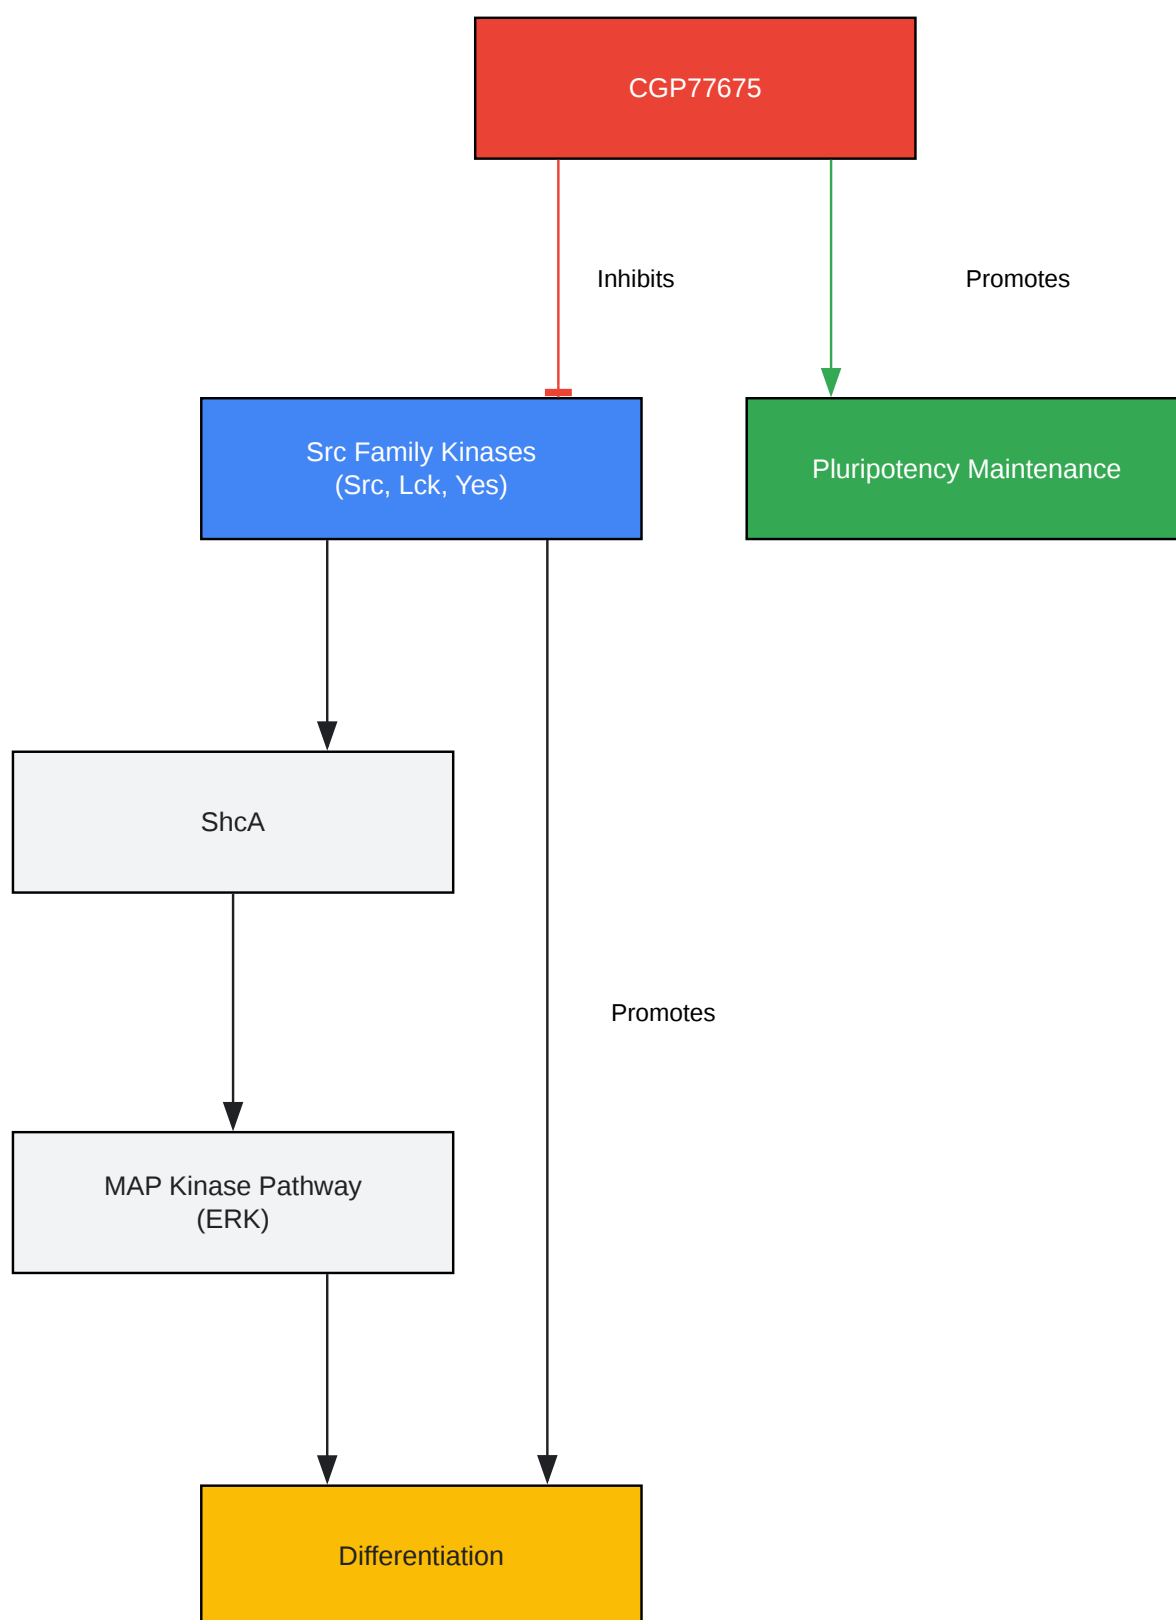 CGP77675
Inhibits
Promotes
Src Family Kinases
(Src, Lck, Yes)
Pluripotency Maintenance
ShcA
Promotes
MAP Kinase Pathway
(ERK)
Differentiation